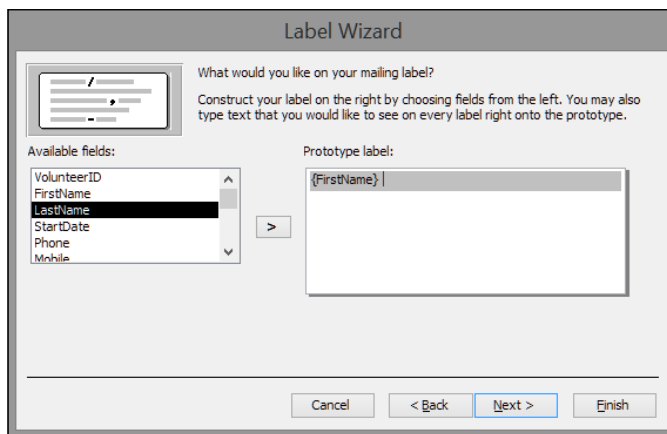 Label Wizard
What would you like on your mailing label?
Construct your label on the right by choosing fields from the left. You may also
type text that you would like to see on every label right onto the prototype.
Available fields:
VolunteerID
FirstName
LastName
StartDate
Phone
Mobile
>
Prototype label:
{FirstName}
Cancel
< Back
Next >
Finish